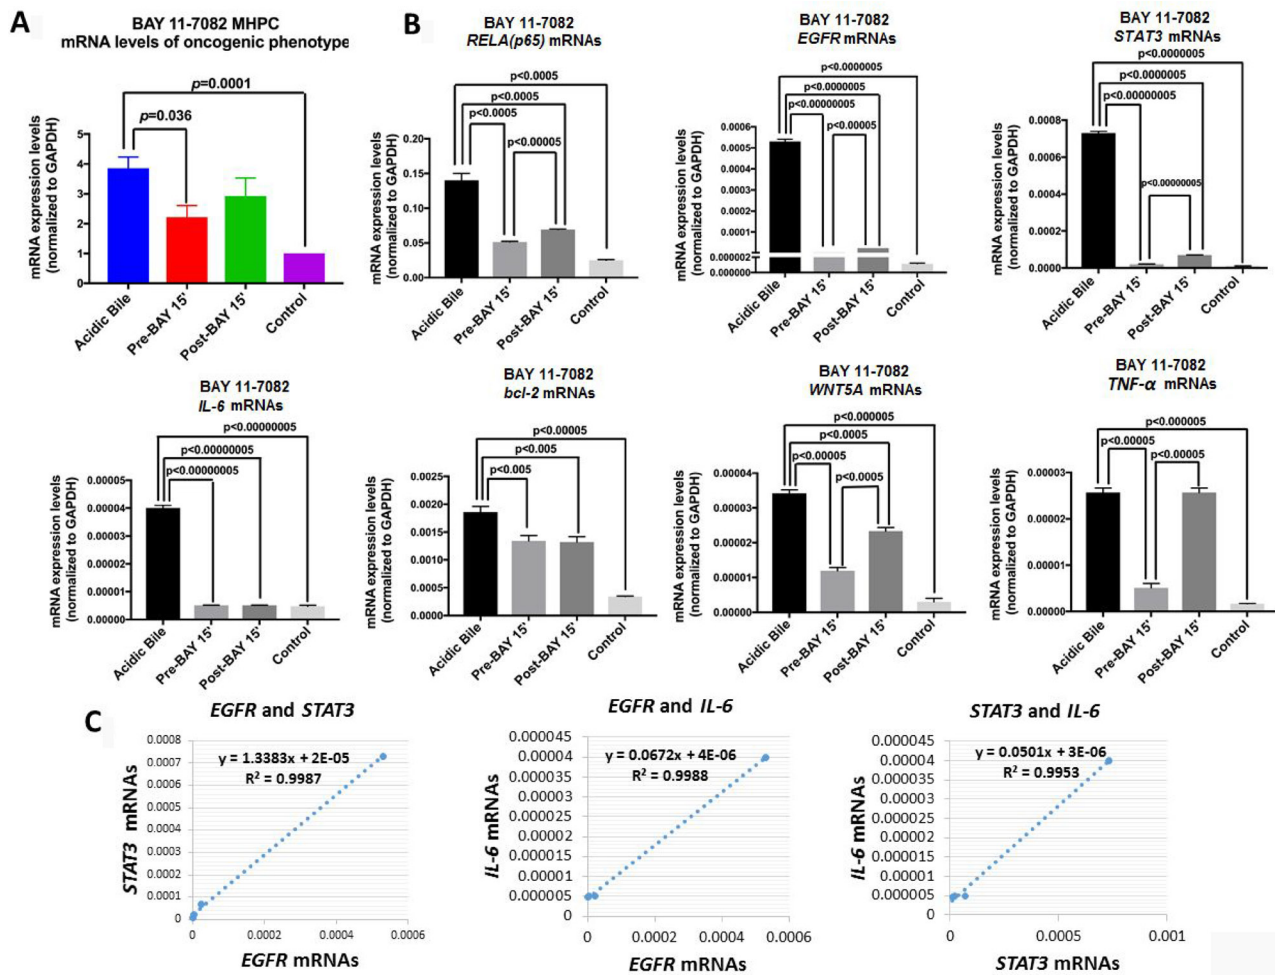 A
BAY 11-7082 MHPC
mRNA levels of oncogenic phenotype
p=0.0001
p=0.036
mRNA expression levels
(normalized to GAPDH)
5
4
3
2
1
0
Acidic Bile
Pre-BAY 15'
Post-BAY 15'
Control
B
BAY 11-7082
RELA(p65) mRNAs
p<0.0005
p<0.0005
p<0.0005
p<0.00005
mRNA expression levels
(normalized to GAPDH)
0.20
0.15
0.10
0.05
0.00
Acidic Bile
Pre-BAY 15'
Post-BAY 15'
Control
BAY 11-7082
EGFR mRNAs
p<0.0000005
p<0.0000005
p<0.00000005
p<0.00005
mRNA expression levels
(normalized to GAPDH)
0.0006
0.0005
0.0004
0.0003
0.0002
0.0001
0.000002
0.000000
Acidic Bile
Pre-BAY 15'
Post-BAY 15'
Control
BAY 11-7082
STAT3 mRNAs
p<0.0000005
p<0.0000005
p<0.00000005
p<0.00000005
mRNA expression levels
(normalized to GAPDH)
0.0008
0.0006
0.0004
0.0002
0.0000
Acidic Bile
Pre-BAY 15'
Post-BAY 15'
Control
BAY 11-7082
IL-6 mRNAs
p<0.00000005
p<0.00000005
p<0.00000005
mRNA expression levels
(normalized to GAPDH)
0.00005
0.00004
0.00003
0.00002
0.00001
0.00000
Acidic Bile
Pre-BAY 15'
Post-BAY 15'
Control
BAY 11-7082
bcl-2 mRNAs
p<0.00005
p<0.005
p<0.005
mRNA expression levels
(normalized to GAPDH)
0.0025
0.0020
0.0015
0.0010
0.0005
0.0000
Acidic Bile
Pre-BAY 15'
Post-BAY 15'
Control
BAY 11-7082
WNT5A mRNAs
p<0.000005
p<0.0005
p<0.00005
p<0.0005
mRNA expression levels
(normalized to GAPDH)
0.00004
0.00003
0.00002
0.00001
0.00000
Acidic Bile
Pre-BAY 15'
Post-BAY 15'
Control
BAY 11-7082
TNF-α mRNAs
p<0.000005
p<0.00005
p<0.00005
mRNA expression levels
(normalized to GAPDH)
0.00003
0.00002
0.00001
0.00000
Acidic Bile
Pre-BAY 15'
Post-BAY 15'
Control
C
EGFR and STAT3
y = 1.3383x + 2E-05
R² = 0.9987
STAT3 mRNAs
0.0008
0.0007
0.0006
0.0005
0.0004
0.0003
0.0002
0.0001
0
0
0.0002
0.0004
0.0006
EGFR mRNAs
EGFR and IL-6
y = 0.0672x + 4E-06
R² = 0.9988
IL-6 mRNAs
0.000045
0.00004
0.000035
0.00003
0.000025
0.00002
0.000015
0.00001
0.000005
0
0
0.0002
0.0004
0.0006
EGFR mRNAs
STAT3 and IL-6
y = 0.0501x + 3E-06
R² = 0.9953
IL-6 mRNAs
0.000045
0.00004
0.000035
0.00003
0.000025
0.00002
0.000015
0.00001
0.000005
0
0
0.0005
0.001
STAT3 mRNAs